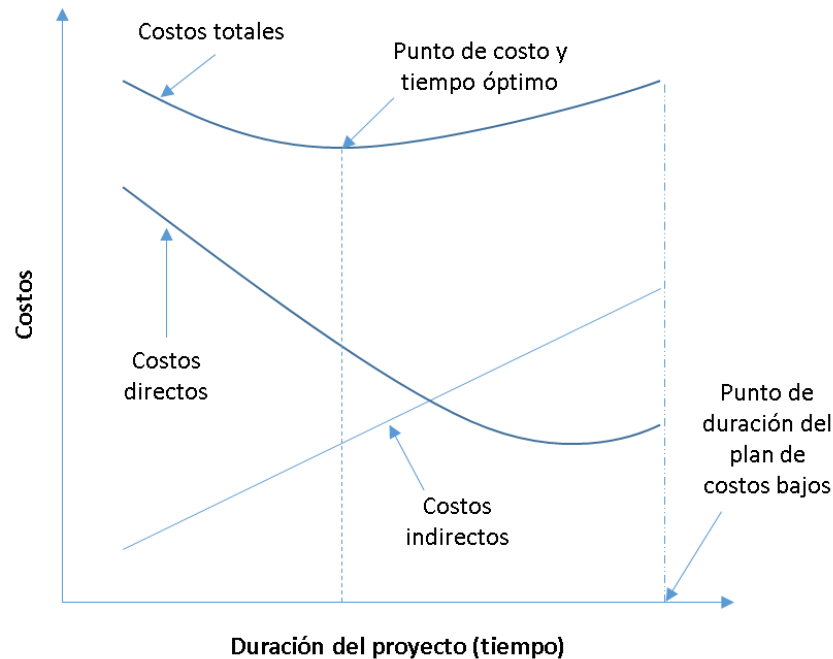 Costos totales
Punto de costo y
tiempo óptimo
Costos
Costos
directos
Costos
indirectos
Punto de
duración del
plan de
costos bajos
Duración del proyecto (tiempo)